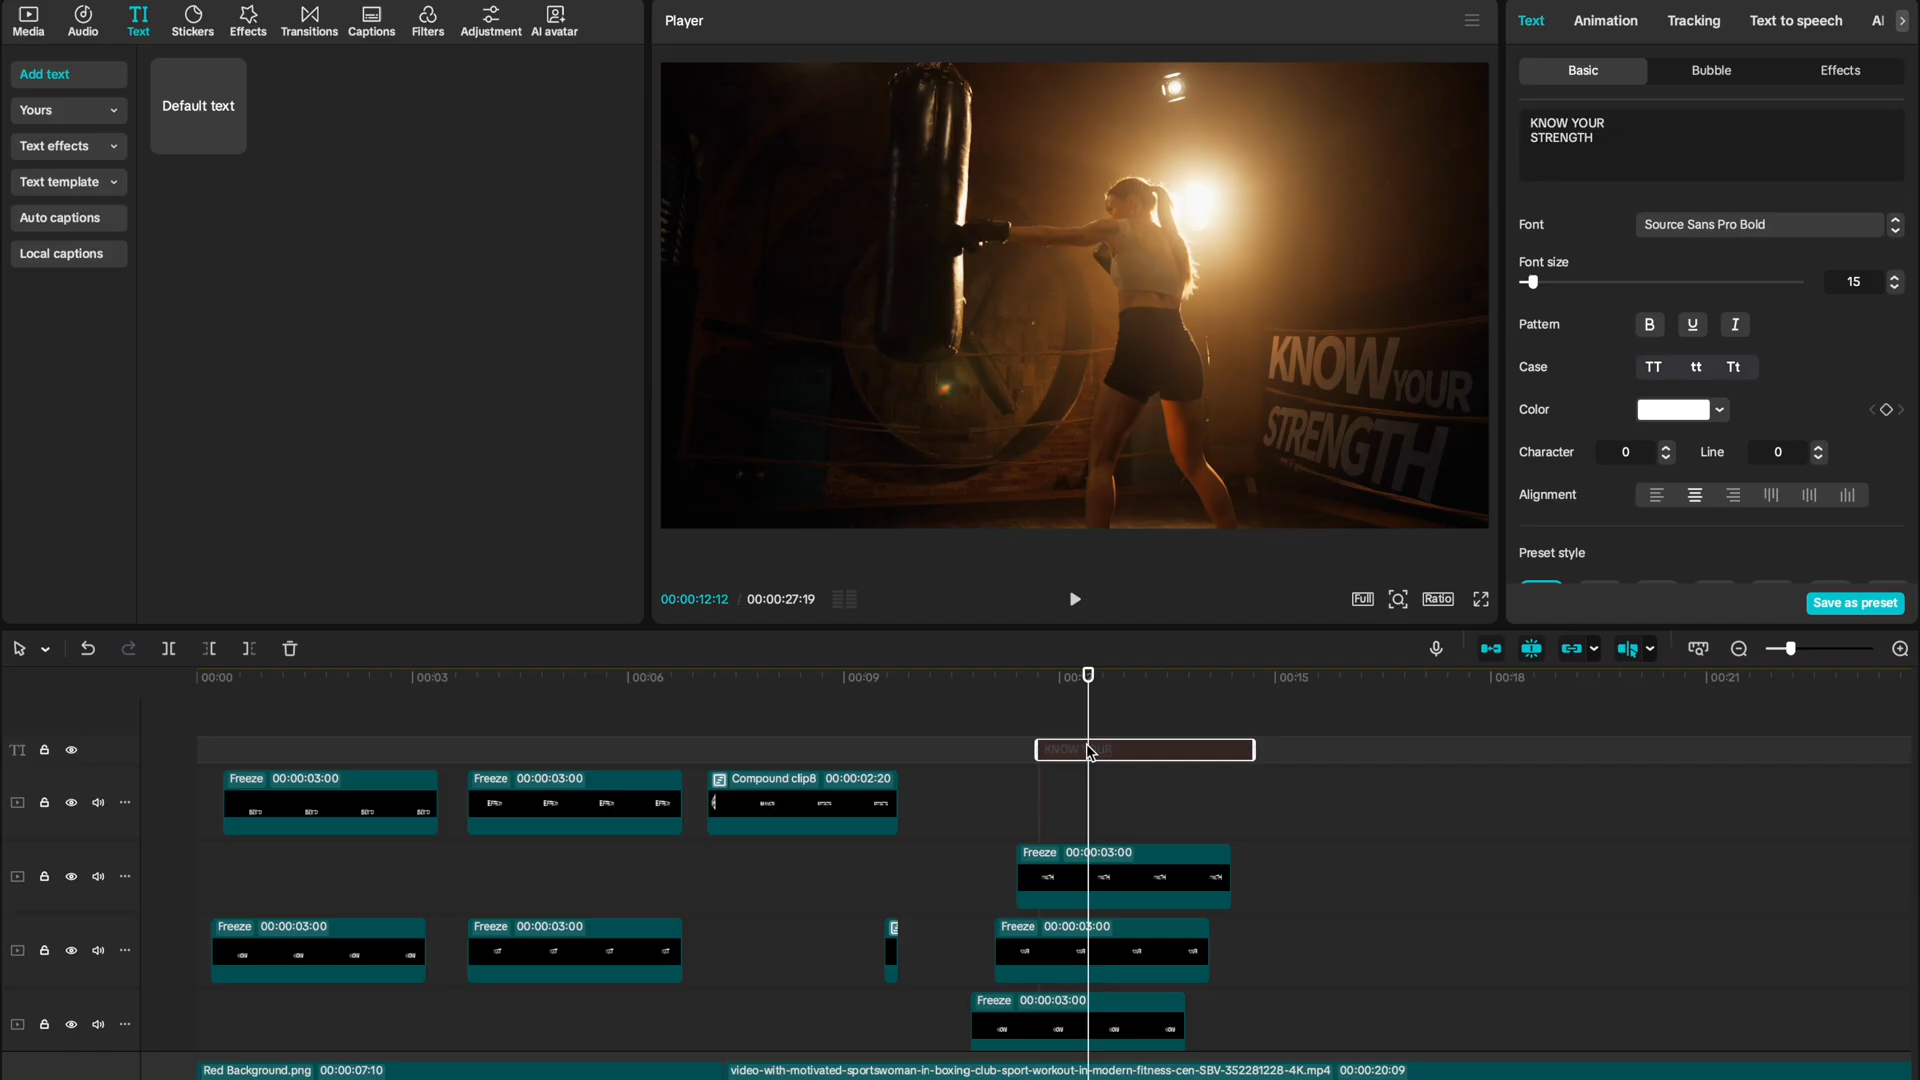 Media Audio Text Stickers Effects Transitions Captions Filters Adjustment AI avatar
Add text
Yours
Text effects
Text template
Auto captions
Local captions
Default text
Player
KNOW YOUR
STRENGTH
00:00:12:12 / 00:00:27:19
Full
Ratio
Text Animation Tracking Text to speech
Basic Bubble Effects
KNOW YOUR
STRENGTH
Font Source Sans Pro Bold
Font size
15
Pattern B U I
Case TT tt Tt
Color
Character 0 Line 0
Alignment
Preset style
Save as preset
00:00 00:03 00:06 00:09 00:15 00:18 00:21
TI
Freeze 00:00:03:00 Freeze 00:00:03:00 Compound clip8 00:00:02:20
Freeze 00:00:03:00
Freeze 00:00:03:00 Freeze 00:00:03:00 Freeze 00:00:03:00
Freeze 00:00:03:00
Red Background.png 00:00:07:10 video-with-motivated-sportswoman-in-boxing-club-sport-workout-in-modern-fitness-cen-SBV-352281228-4K.mp4 00:00:20:09